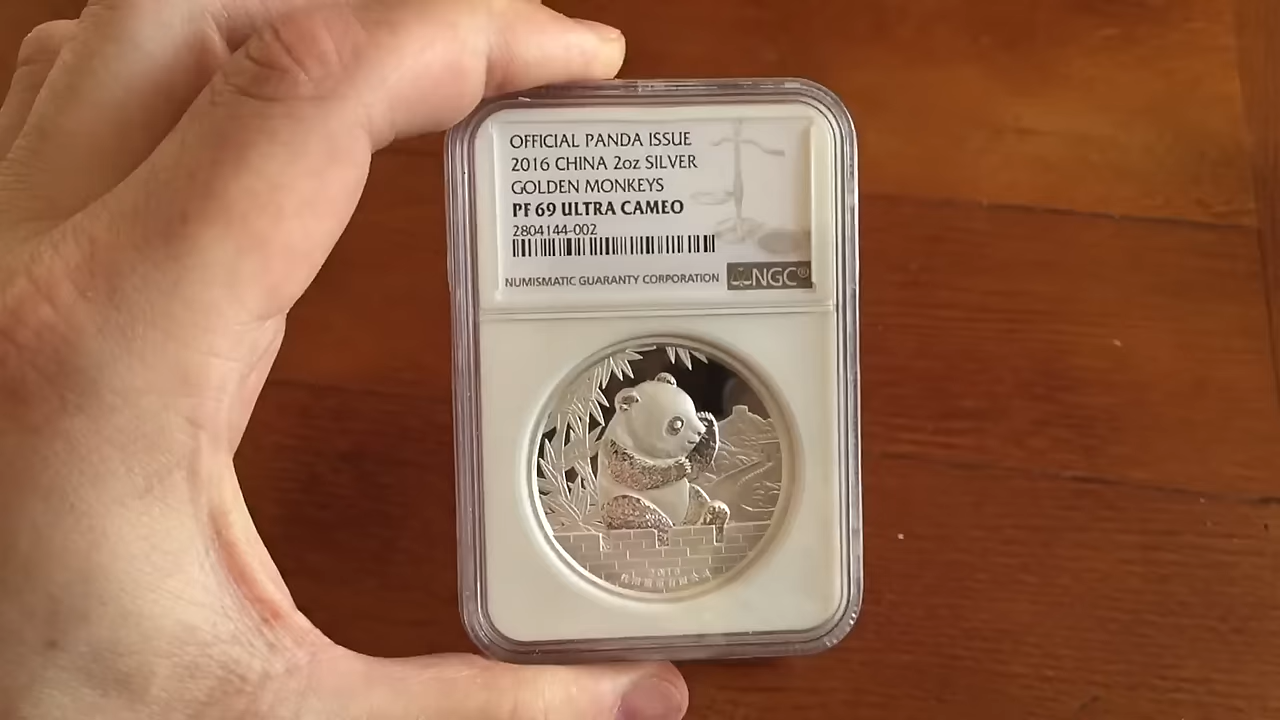 OFFICIAL PANDA ISSUE
2016 CHINA 2oz SILVER
GOLDEN MONKEYS
PF 69 ULTRA CAMEO
2804144-002
NUMISMATIC GUARANTY CORPORATION
NGC®
2016